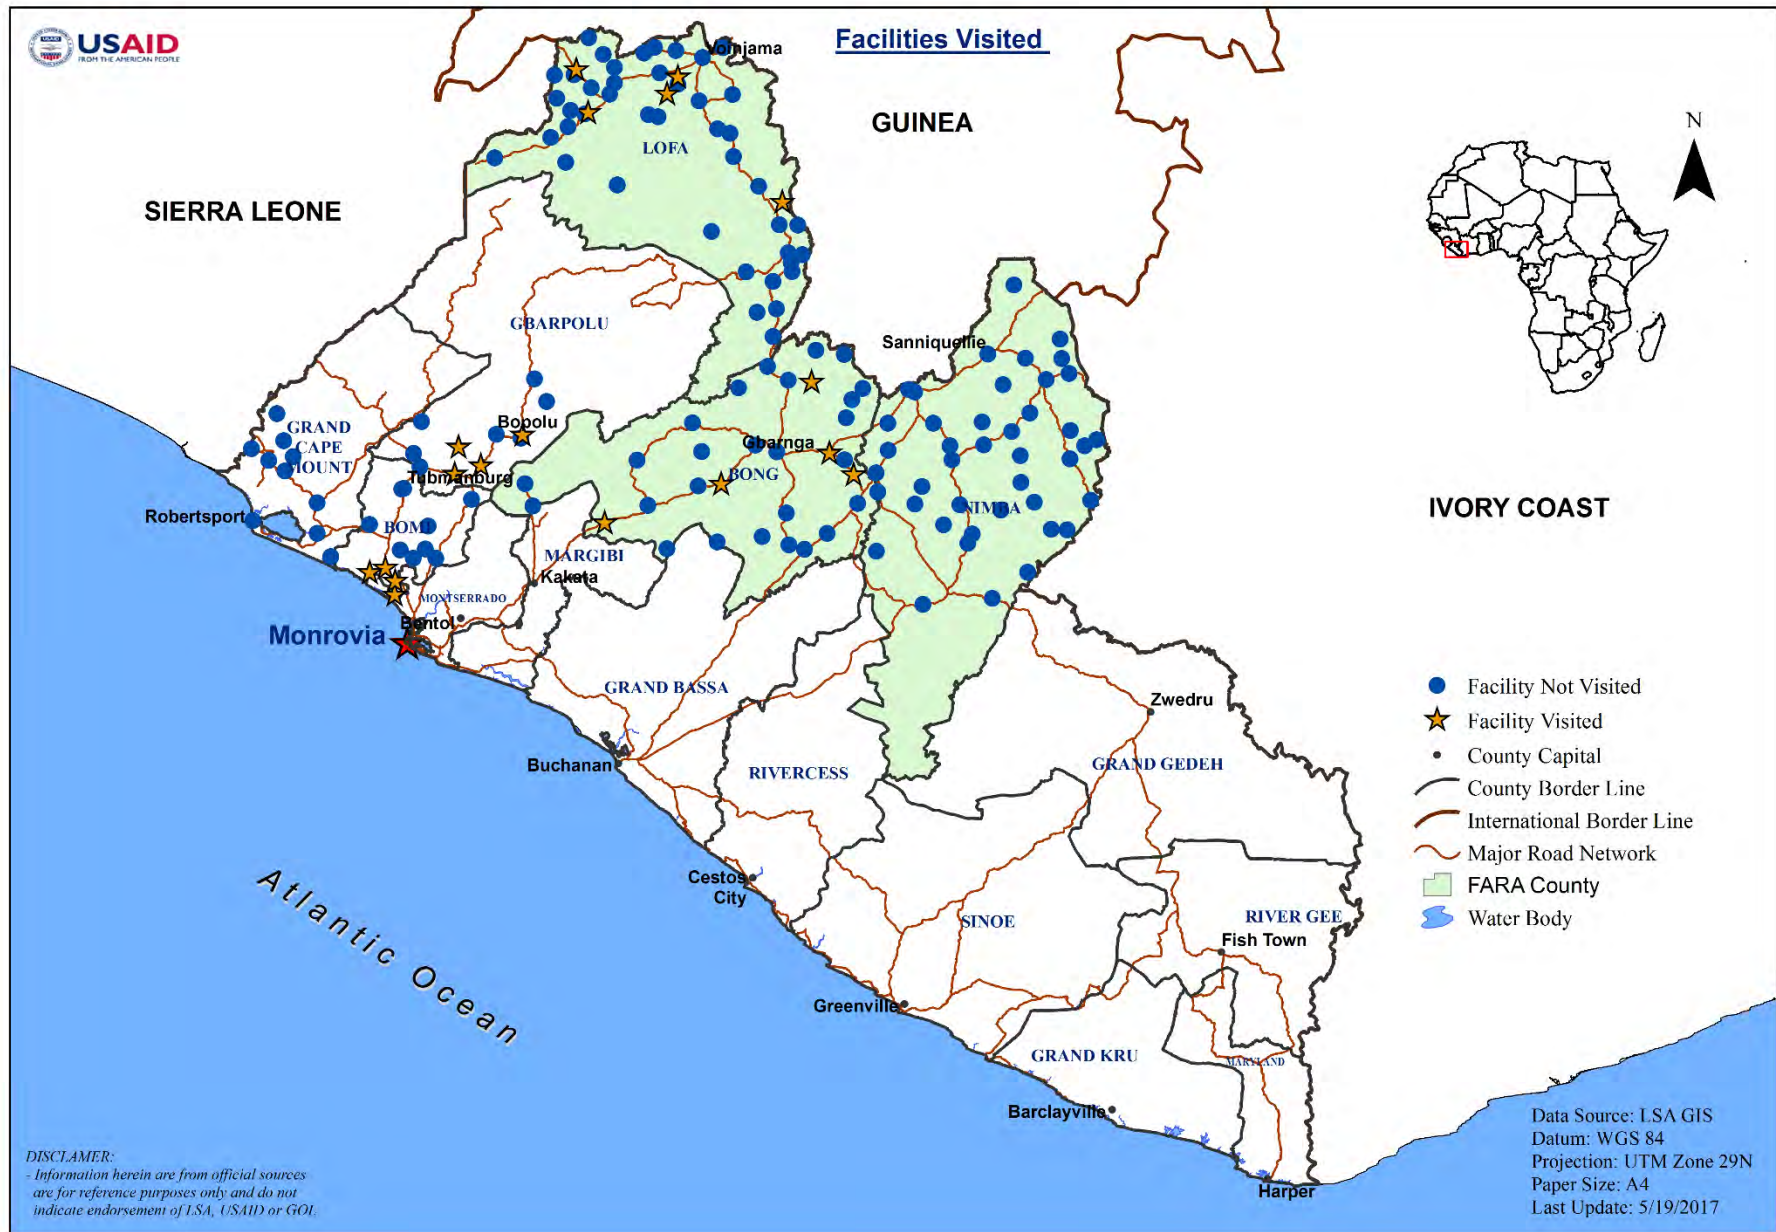 USAID
FROM THE AMERICAN PEOPLE
Facilities Visited
Voinjama
GUINEA
N
LOFA
SIERRA LEONE
GBARPOLU
Sanniquellie
GRAND
CAPE
MOUNT
Bopolu
Gbarnga
Tubmanburg
BONG
Robertsport
BOMI
NIMBA
IVORY COAST
MARGIBI
Kakata
MONTSERRADO
Bentol
Monrovia
GRAND BASSA
Zwedru
Buchanan
RIVERCESS
GRAND GEDEH
Facility Not Visited
Facility Visited
County Capital
County Border Line
International Border Line
Major Road Network
FARA County
Water Body
Cestos
City
SINOE
RIVER GEE
Fish Town
Atlantic Ocean
Greenville
GRAND KRU
MARYLAND
Barclayville
Harper
DISCLAMER:
- Information herein are from official sources
are for reference purposes only and do not
indicate endorsement of LSA, USAID or GOL
Data Source: LSA GIS
Datum: WGS 84
Projection: UTM Zone 29N
Paper Size: A4
Last Update: 5/19/2017